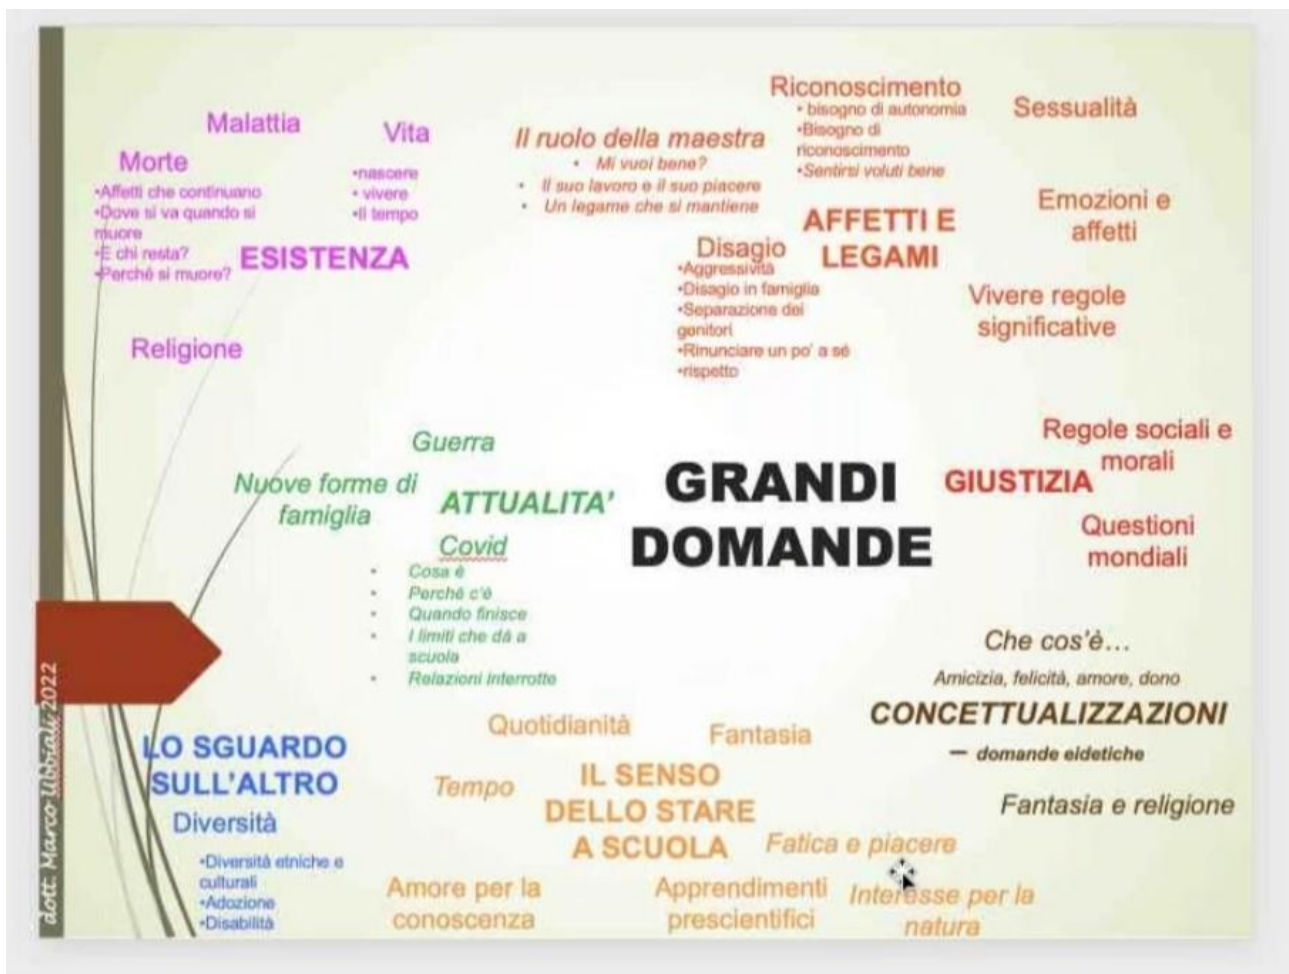 Malattia
Vita
Morte
•nascere
• vivere
•Il tempo
•Affetti che continuano
•Dove si va quando si
muore
•E chi resta?
•Perché si muore?
ESISTENZA
Religione
Il ruolo della maestra
• Mi vuoi bene?
• Il suo lavoro e il suo piacere
• Un legame che si mantiene
Riconoscimento
• bisogno di autonomia
•Bisogno di
riconoscimento
•Sentirsi voluti bene
Sessualità
AFFETTI E
LEGAMI
Emozioni e
affetti
Disagio
•Aggressività
•Disagio in famiglia
•Separazione dei
genitori
•Rinunciare un po' a sé
•rispetto
Vivere regole
significative
Guerra
Nuove forme di
famiglia
ATTUALITA'
Covid
• Cosa è
• Perché c'è
• Quando finisce
• I limiti che dà a
scuola
• Relazioni interrotte
GRANDI
DOMANDE
Regole sociali e
morali
GIUSTIZIA
Questioni
mondiali
Che cos'è...
Amicizia, felicità, amore, dono
CONCETTUALIZZAZIONI
– domande eidetiche
Fantasia e religione
LO SGUARDO
SULL'ALTRO
Diversità
•Diversità etniche e
culturali
•Adozione
•Disabilità
Quotidianità
Fantasia
Tempo
IL SENSO
DELLO STARE
A SCUOLA
Fatica e piacere
Amore per la
conoscenza
Apprendimenti
prescientifici
Interesse per la
natura
dott. Marco Ubbiali 2022